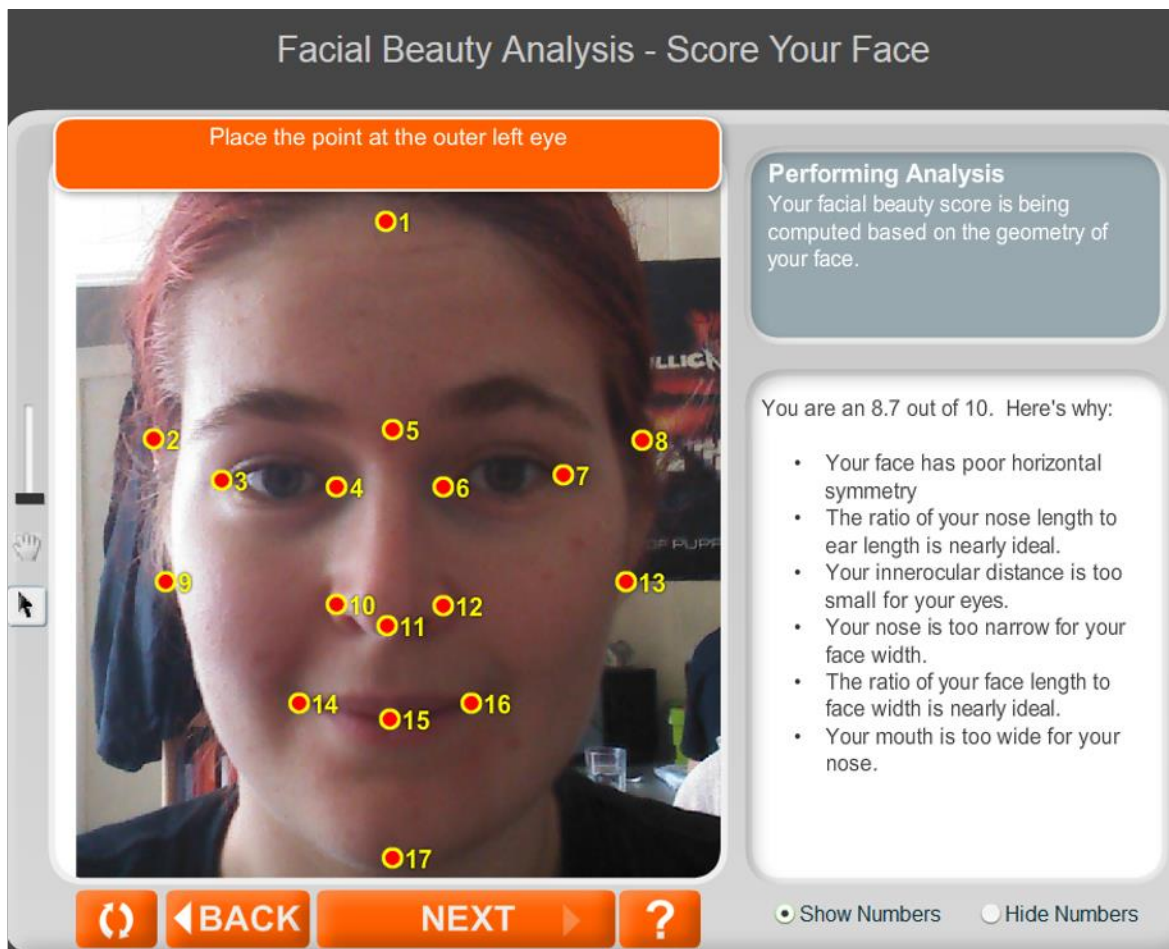 Facial Beauty Analysis - Score Your Face
Place the point at the outer left eye
Performing Analysis
Your facial beauty score is being
computed based on the geometry of
your face.
1
LLIC
5
2
8
3
4
6
7
OF PUPP
9
13
10
12
11
14
16
15
17
You are an 8.7 out of 10.  Here's why:
• Your face has poor horizontal
symmetry
• The ratio of your nose length to
ear length is nearly ideal.
• Your innerocular distance is too
small for your eyes.
• Your nose is too narrow for your
face width.
• The ratio of your face length to
face width is nearly ideal.
• Your mouth is too wide for your
nose.
BACK
NEXT
?
Show Numbers
Hide Numbers